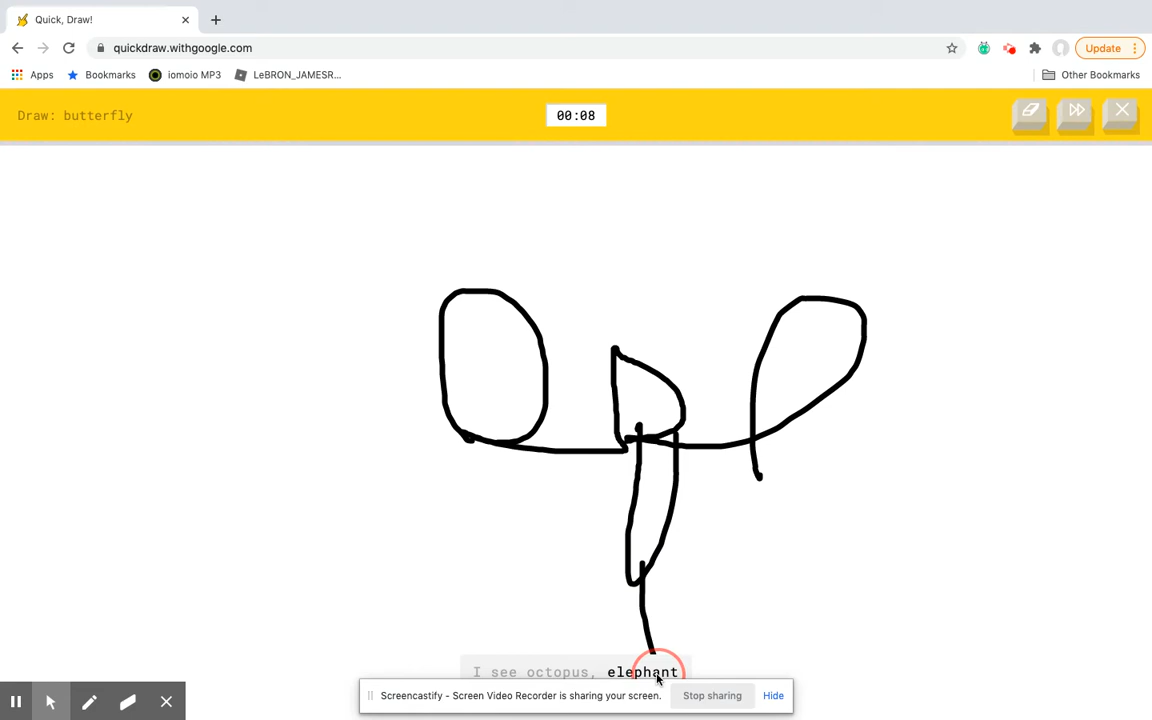 Quick, Draw!
quickdraw.withgoogle.com
Update
Apps
Bookmarks
iomoio MP3
LeBRON_JAMESR...
Other Bookmarks
Draw: butterfly
00:08
I see octopus, elephant
Screencastify - Screen Video Recorder is sharing your screen.
Stop sharing
Hide